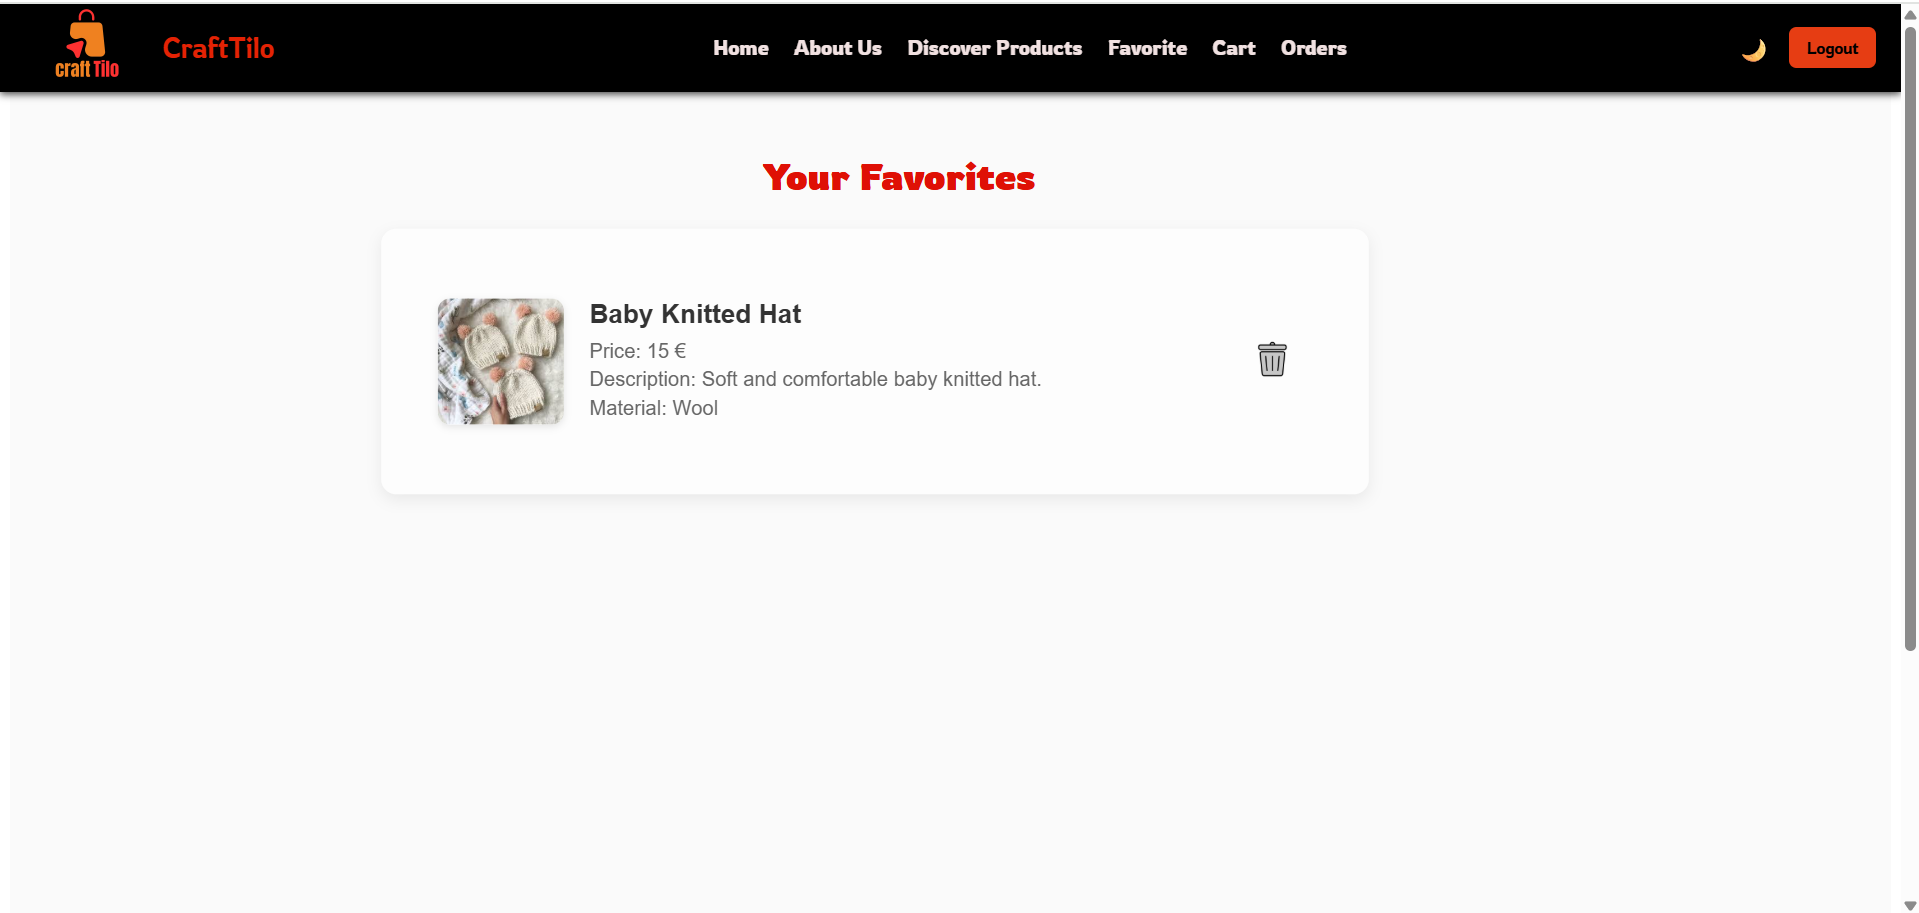 craft Tilo
CraftTilo
Home About Us Discover Products Favorite Cart Orders
Logout
Your Favorites
Baby Knitted Hat
Price: 15 €
Description: Soft and comfortable baby knitted hat.
Material: Wool